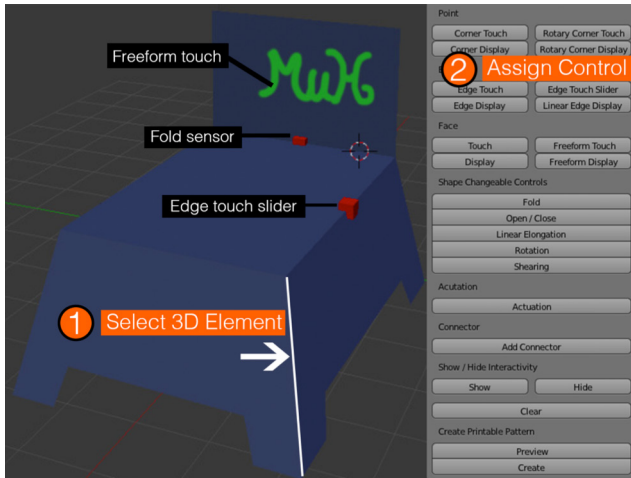 Freeform touch
MuH
Fold sensor
Edge touch slider
1 Select 3D Element
Point
Corner Touch
Rotary Corner Touch
Corner Display
Rotary Corner Display
2 Assign Control
Edge Touch
Edge Touch Slider
Edge Display
Linear Edge Display
Face
Touch
Freeform Touch
Display
Freeform Display
Shape Changeable Controls
Fold
Open / Close
Linear Elongation
Rotation
Shearing
Acutation
Actuation
Connector
Add Connector
Show / Hide Interactivity
Show
Hide
Clear
Create Printable Pattern
Preview
Create